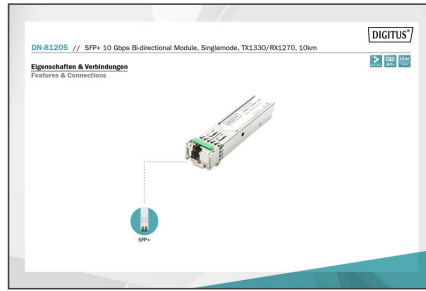 DIGITUS®
DN-81205 // SFP+ 10 Gbps Bi-directional Module, Singlemode, TX1330/RX1270, 10km
Eigenschaften & Verbindungen
Features & Connections
SFP+